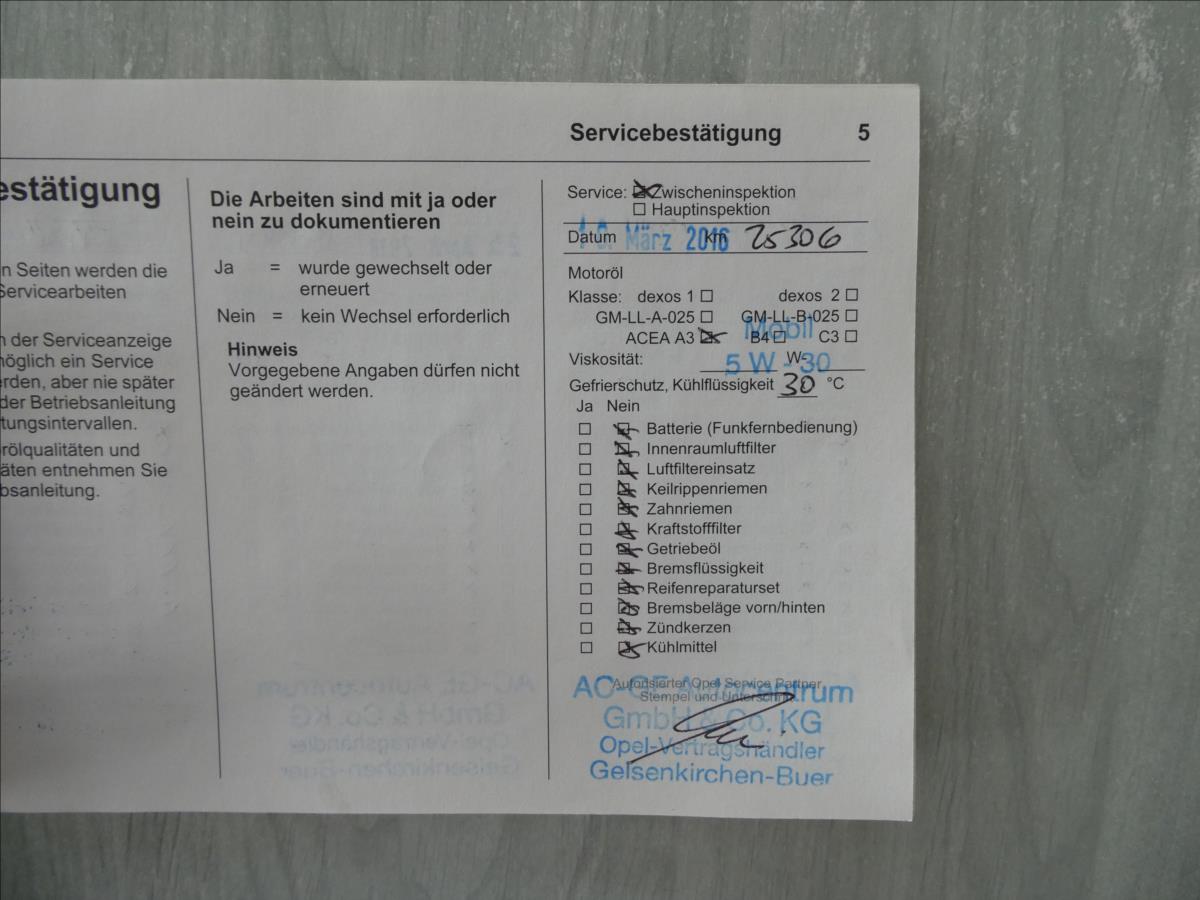 Servicebestätigung 5
estätigung
n Seiten werden die
Servicearbeiten
n der Serviceanzeige
möglich ein Service
erden, aber nie später
der Betriebsanleitung
tungsintervallen.
rölqualitäten und
äten entnehmen Sie
bsanleitung.
Die Arbeiten sind mit ja oder
nein zu dokumentieren
Ja = wurde gewechselt oder
erneuert
Nein = kein Wechsel erforderlich
Hinweis
Vorgegebene Angaben dürfen nicht
geändert werden.
Service: Zwischeninspektion
Hauptinspektion
Datum März 2016 km 25306
Motoröl
Klasse: dexos 1 dexos 2
GM-LL-A-025 GM-LL-B-025
Mobil
ACEA A3 B4 C3
Viskosität: 5 W W- -30
Gefrierschutz, Kühlflüssigkeit 30 °C
Ja Nein
Batterie (Funkfernbedienung)
Innenraumluftfilter
Luftfiltereinsatz
Keilrippenriemen
Zahnriemen
Kraftstofffilter
Getriebeöl
Bremsflüssigkeit
Reifenreparaturset
Bremsbeläge vorn/hinten
Zündkerzen
Kühlmittel
Autorisierter Opel Service Partner
Stempel und Unterschrift
AC-GE Autocentrum
GmbH & Co. KG
Opel-Vertragshändler
Gelsenkirchen-Buer